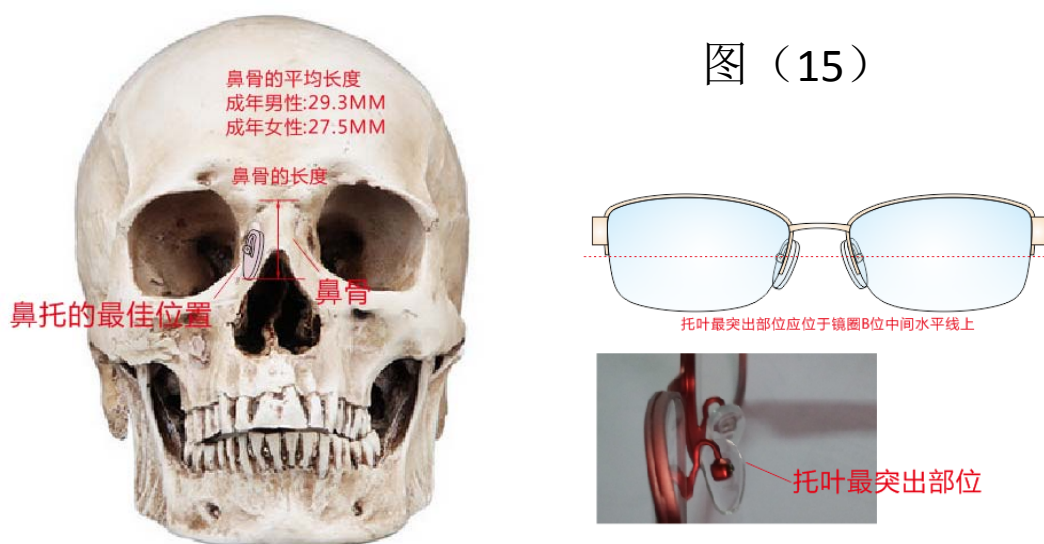 图（15）
鼻骨的平均长度
成年男性:29.3MM
成年女性:27.5MM
鼻骨的长度
鼻骨
鼻托的最佳位置
托叶最突出部位应位于镜圈B位中间水平线上
托叶最突出部位